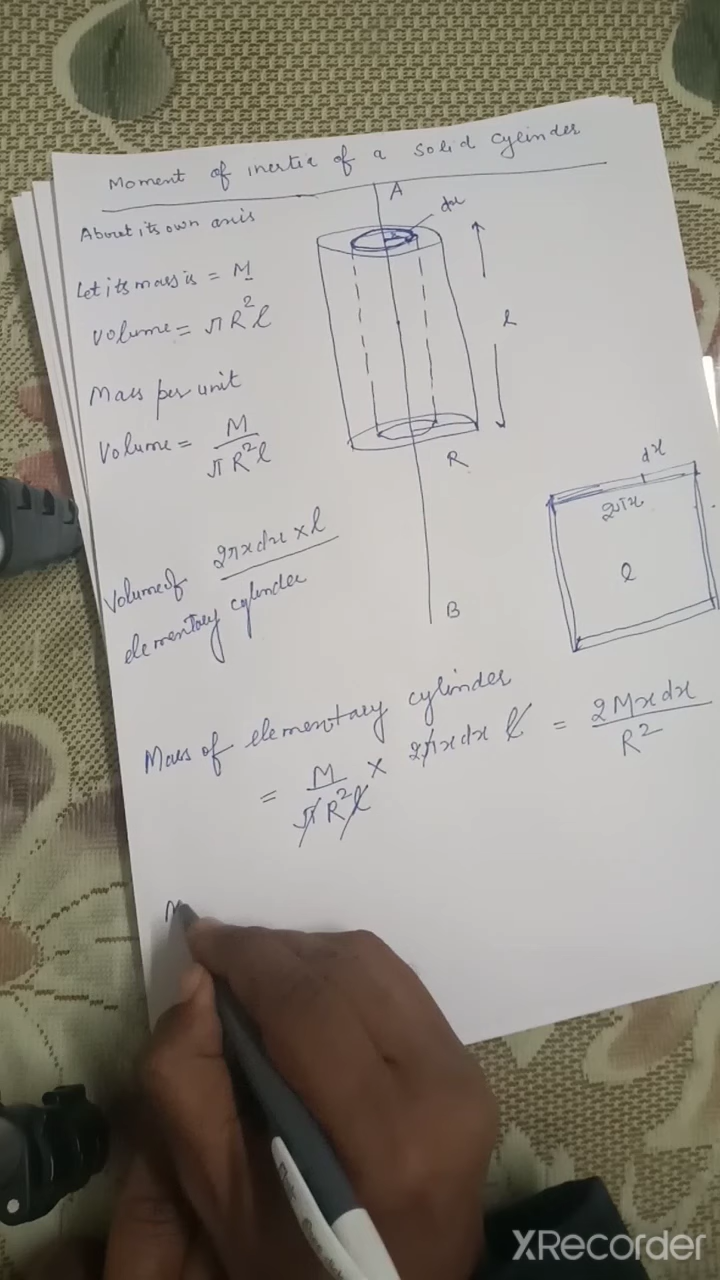 Moment of inertia of a solid cylinder
About its own axis
A
dx
Let its mass is = M
Volume = πR²l
l
Mass per unit
Volume = M/πR²l
R
dx
2πx
l
Volume of 2πxdx × l
elementary cylinder
B
Mass of elementary cylinder
= M/πR²l × 2πxdx l = 2Mxdx/R²
M
XRecorder